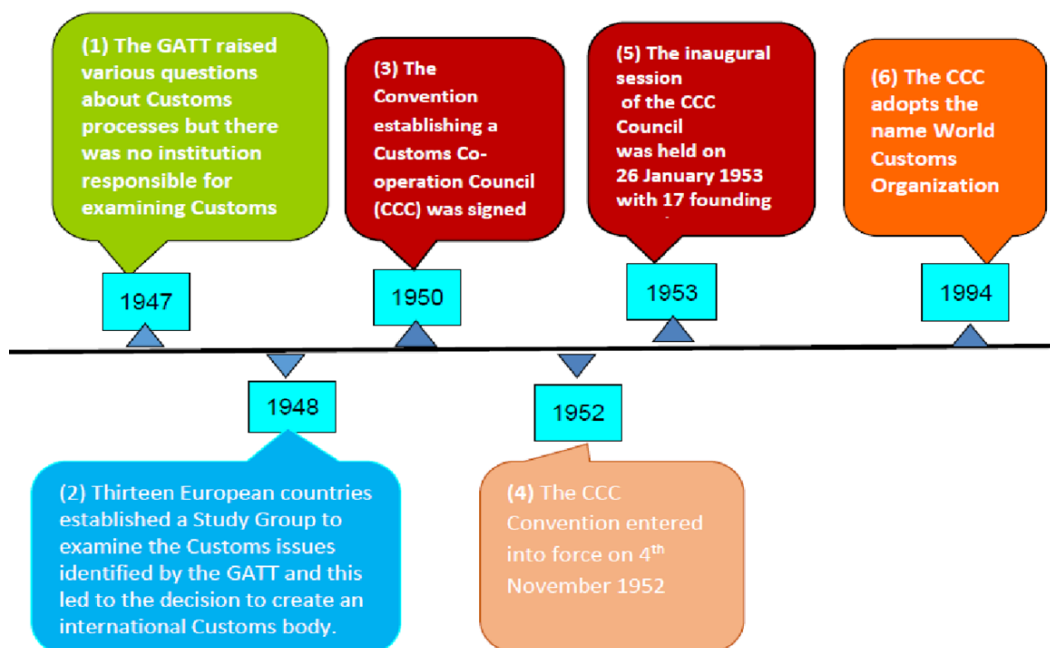 (1) The GATT raised
various questions
about Customs
processes but there
was no institution
responsible for
examining Customs
(3) The
Convention
establishing a
Customs Co-
operation Council
(CCC) was signed
(5) The inaugural
session
of the CCC
Council
was held on
26 January 1953
with 17 founding
(6) The CCC
adopts the
name World
Customs
Organization
1947
1950
1953
1994
1948
1952
(2) Thirteen European countries
established a Study Group to
examine the Customs issues
identified by the GATT and this
led to the decision to create an
international Customs body.
(4) The CCC
Convention entered
into force on 4th
November 1952